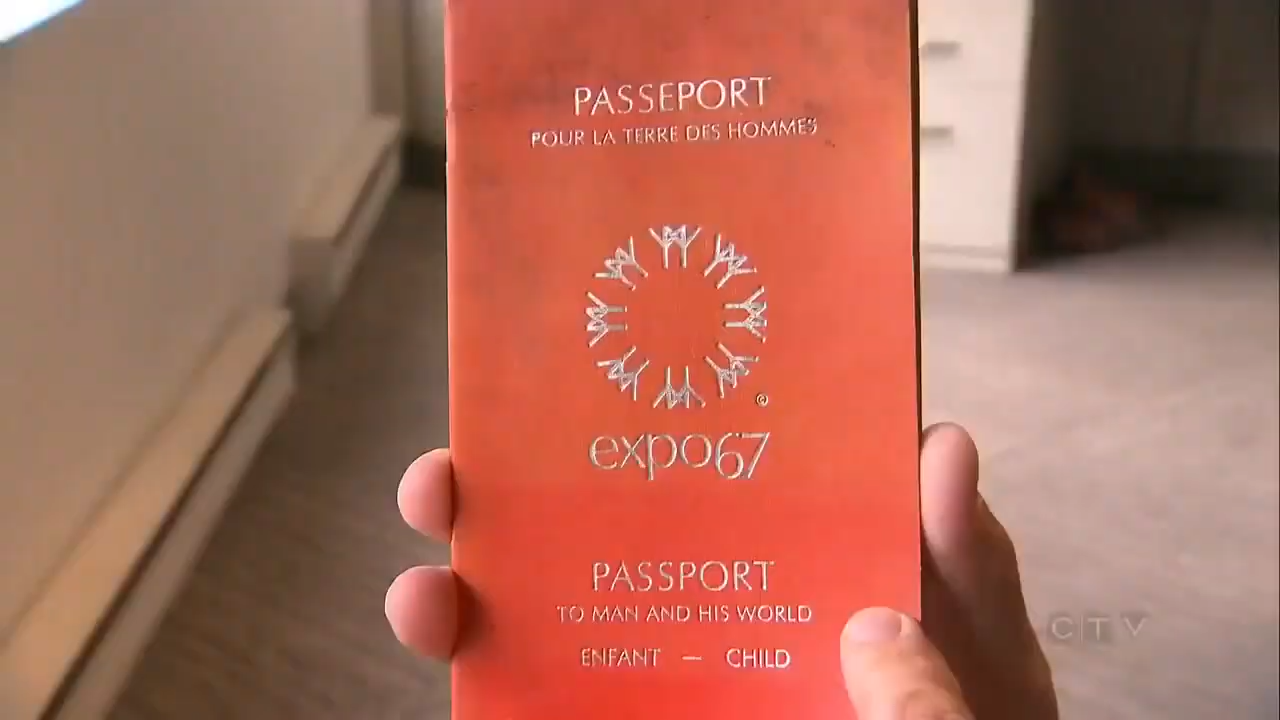 PASSEPORT
POUR LA TERRE DES HOMMES
©
expo67
PASSPORT
TO MAN AND HIS WORLD
ENFANT — CHILD
CTV